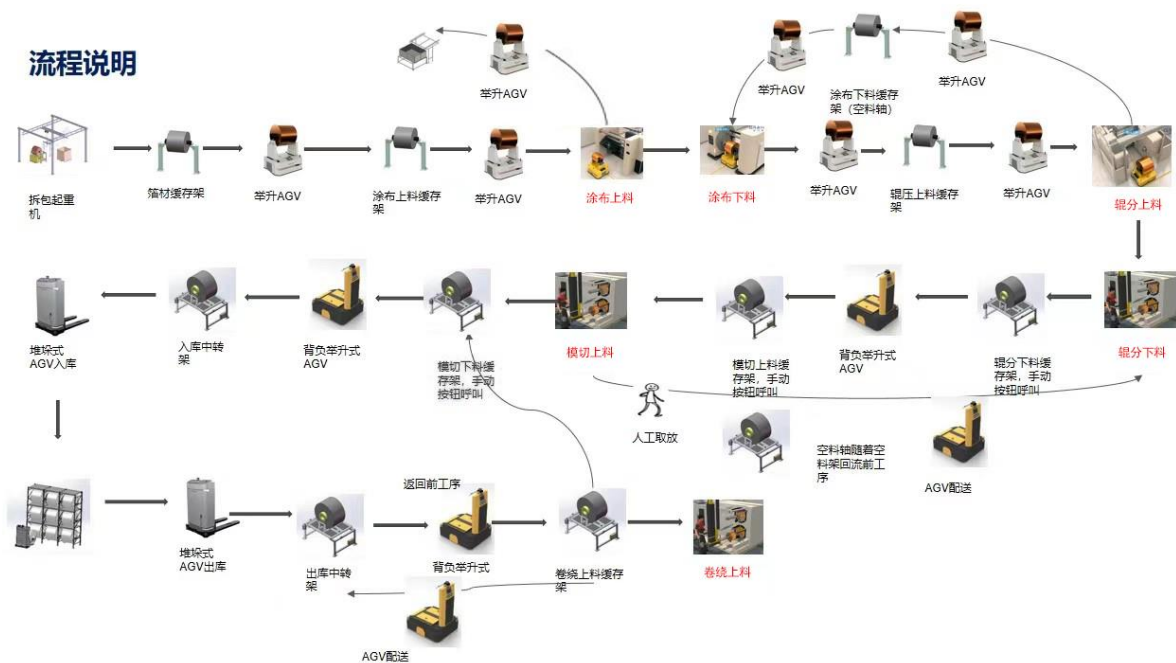 流程说明
举升AGV
举升AGV
涂布下料缓存
架（空料轴）
举升AGV
拆包起重
机
箔材缓存架
举升AGV
涂布上料缓存
架
举升AGV
涂布上料
涂布下料
举升AGV
辊压上料缓存
架
举升AGV
辊分上料
堆垛式
AGV入库
入库中转
架
背负举升式
AGV
模切下料缓
存架，手动
按钮呼叫
模切上料
模切上料缓
存架，手动
按钮呼叫
背负举升式
AGV
辊分下料缓
存架，手动
按钮呼叫
辊分下料
人工取放
空料轴随着空
料架回流前工
序
AGV配送
堆垛式
AGV出库
出库中转
架
返回前工序
背负举升式
卷绕上料缓存
架
卷绕上料
AGV配送